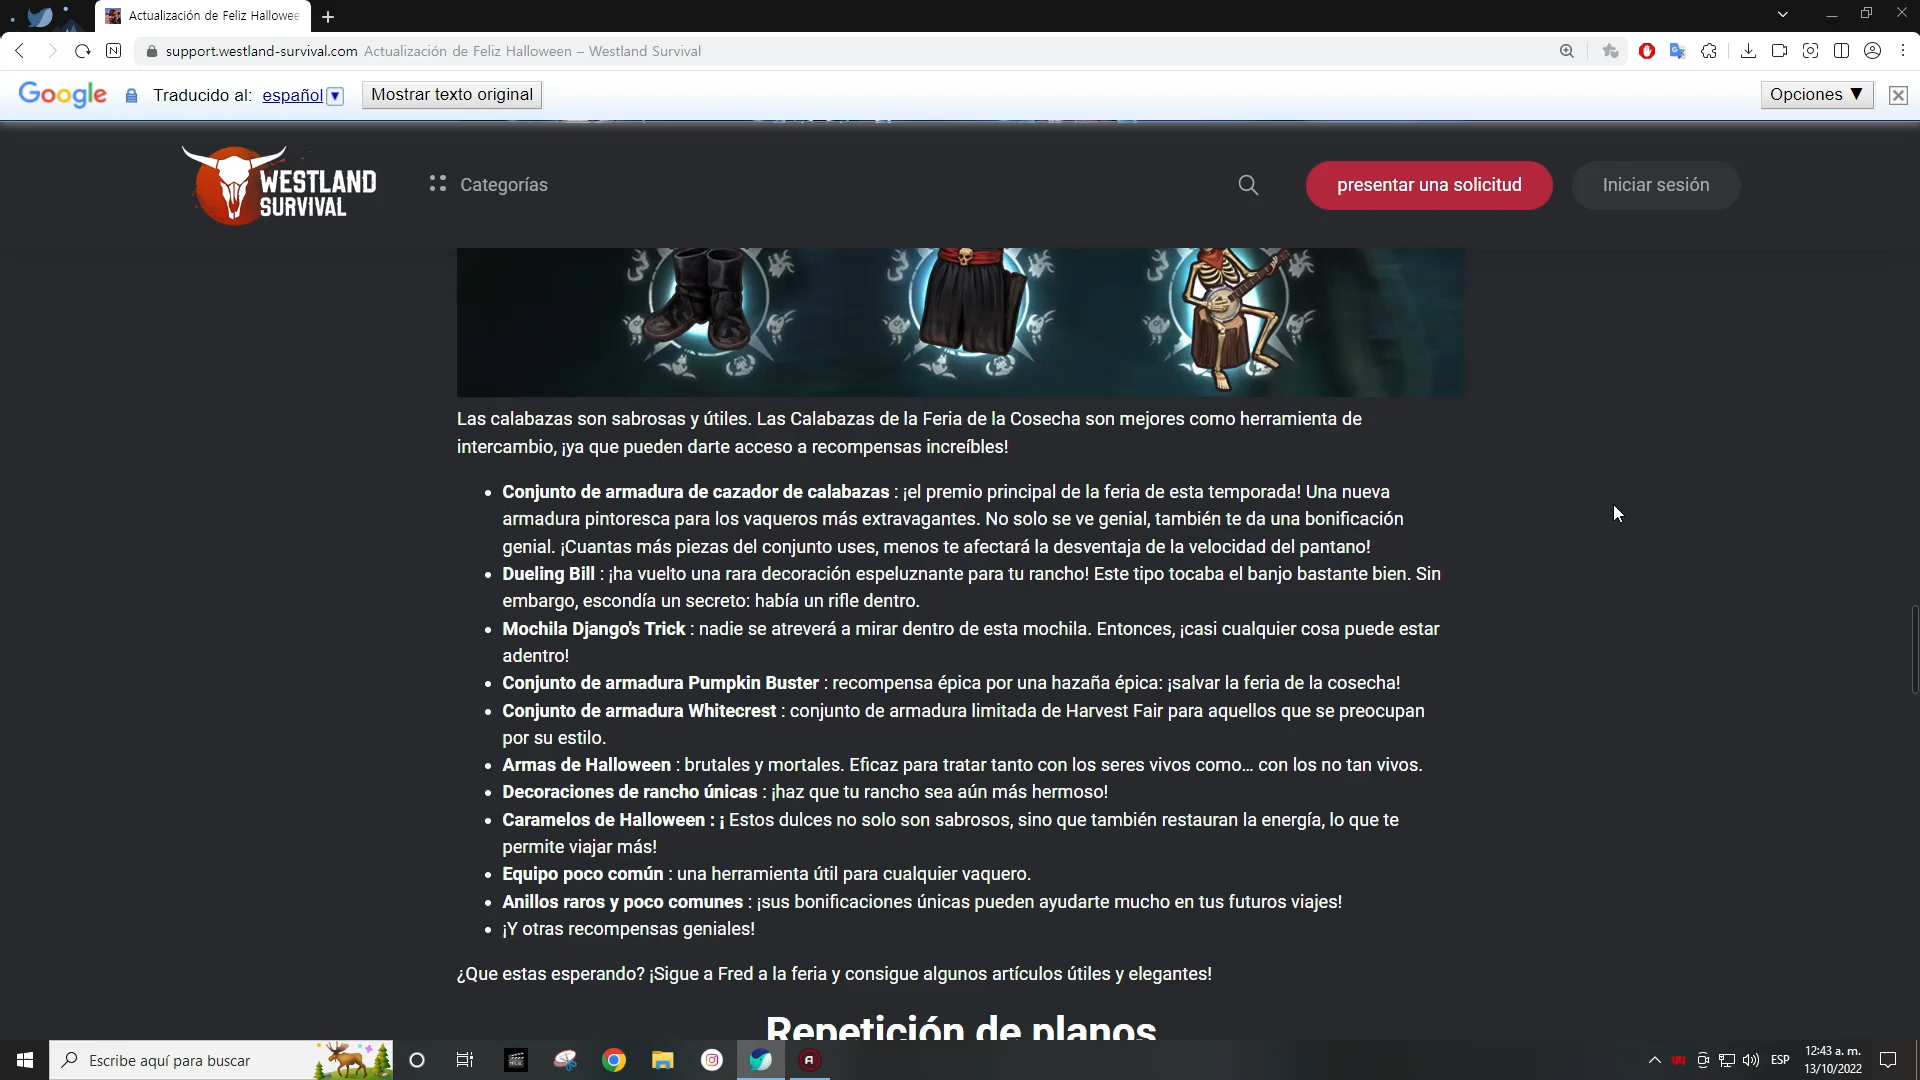 Actualización de Feliz Hallowee
support.westland-survival.com Actualización de Feliz Halloween – Westland Survival
Google Traducido al: español Mostrar texto original Opciones
WESTLAND
SURVIVAL
Categorías
presentar una solicitud
Iniciar sesión
Las calabazas son sabrosas y útiles. Las Calabazas de la Feria de la Cosecha son mejores como herramienta de
intercambio, ¡ya que pueden darte acceso a recompensas increíbles!
• Conjunto de armadura de cazador de calabazas : ¡el premio principal de la feria de esta temporada! Una nueva
armadura pintoresca para los vaqueros más extravagantes. No solo se ve genial, también te da una bonificación
genial. ¡Cuantas más piezas del conjunto uses, menos te afectará la desventaja de la velocidad del pantano!
• Dueling Bill : ¡ha vuelto una rara decoración espeluznante para tu rancho! Este tipo tocaba el banjo bastante bien. Sin
embargo, escondía un secreto: había un rifle dentro.
• Mochila Django's Trick : nadie se atreverá a mirar dentro de esta mochila. Entonces, ¡casi cualquier cosa puede estar
adentro!
• Conjunto de armadura Pumpkin Buster : recompensa épica por una hazaña épica: ¡salvar la feria de la cosecha!
• Conjunto de armadura Whitecrest : conjunto de armadura limitada de Harvest Fair para aquellos que se preocupan
por su estilo.
• Armas de Halloween : brutales y mortales. Eficaz para tratar tanto con los seres vivos como... con los no tan vivos.
• Decoraciones de rancho únicas : ¡haz que tu rancho sea aún más hermoso!
• Caramelos de Halloween : ¡ Estos dulces no solo son sabrosos, sino que también restauran la energía, lo que te
permite viajar más!
• Equipo poco común : una herramienta útil para cualquier vaquero.
• Anillos raros y poco comunes : ¡sus bonificaciones únicas pueden ayudarte mucho en tus futuros viajes!
• ¡Y otras recompensas geniales!
¿Que estas esperando? ¡Sigue a Fred a la feria y consigue algunos artículos útiles y elegantes!
Repetición de planos
Escribe aquí para buscar
ESP
12:43 a. m.
13/10/2022